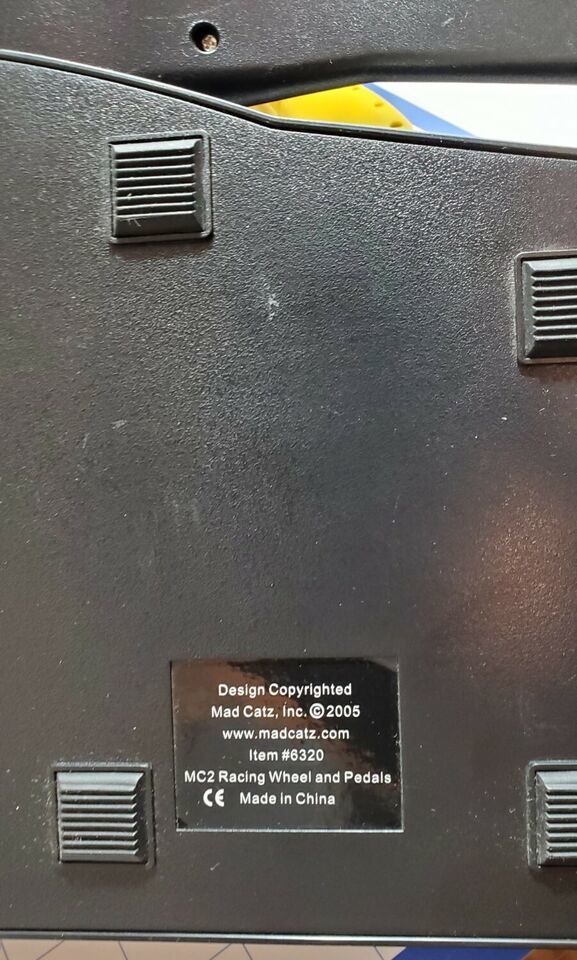 Design Copyrighted
Mad Catz, Inc. ©2005
www.madcatz.com
Item #6320
MC2 Racing Wheel and Pedals
CE Made in China